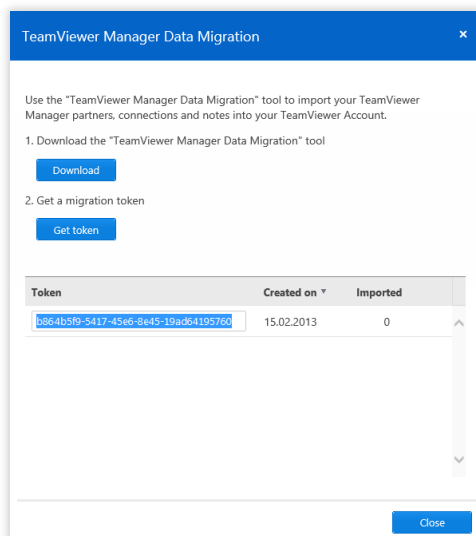 TeamViewer Manager Data Migration
×
Use the "TeamViewer Manager Data Migration" tool to import your TeamViewer
Manager partners, connections and notes into your TeamViewer Account.
1. Download the "TeamViewer Manager Data Migration" tool
Download
2. Get a migration token
Get token
Token Created on ▼ Imported
b864b5f9-5417-45e6-8e45-19ad64195760 15.02.2013 0
Close